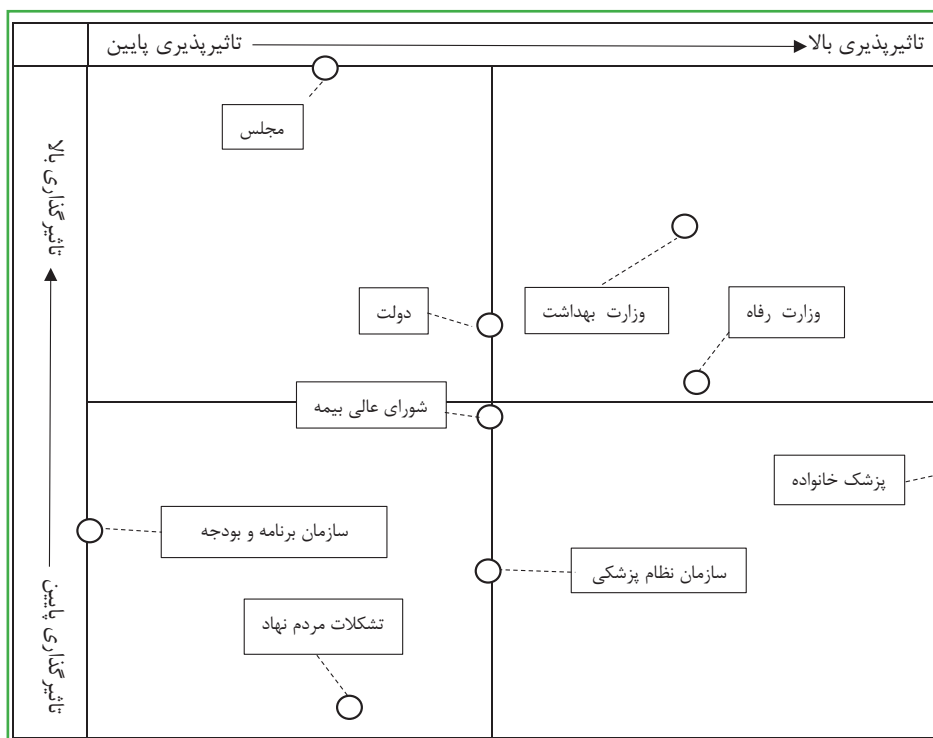 تاثیرپذیری بالا
تاثیرپذیری پایین
مجلس
تاثیرگذاری بالا
وزارت رفاه
وزارت بهداشت
دولت
شورای عالی بیمه
پزشک خانواده
سازمان برنامه و بودجه
سازمان نظام پزشکی
تاثیرگذاری پایین
تشکلات مردم نهاد